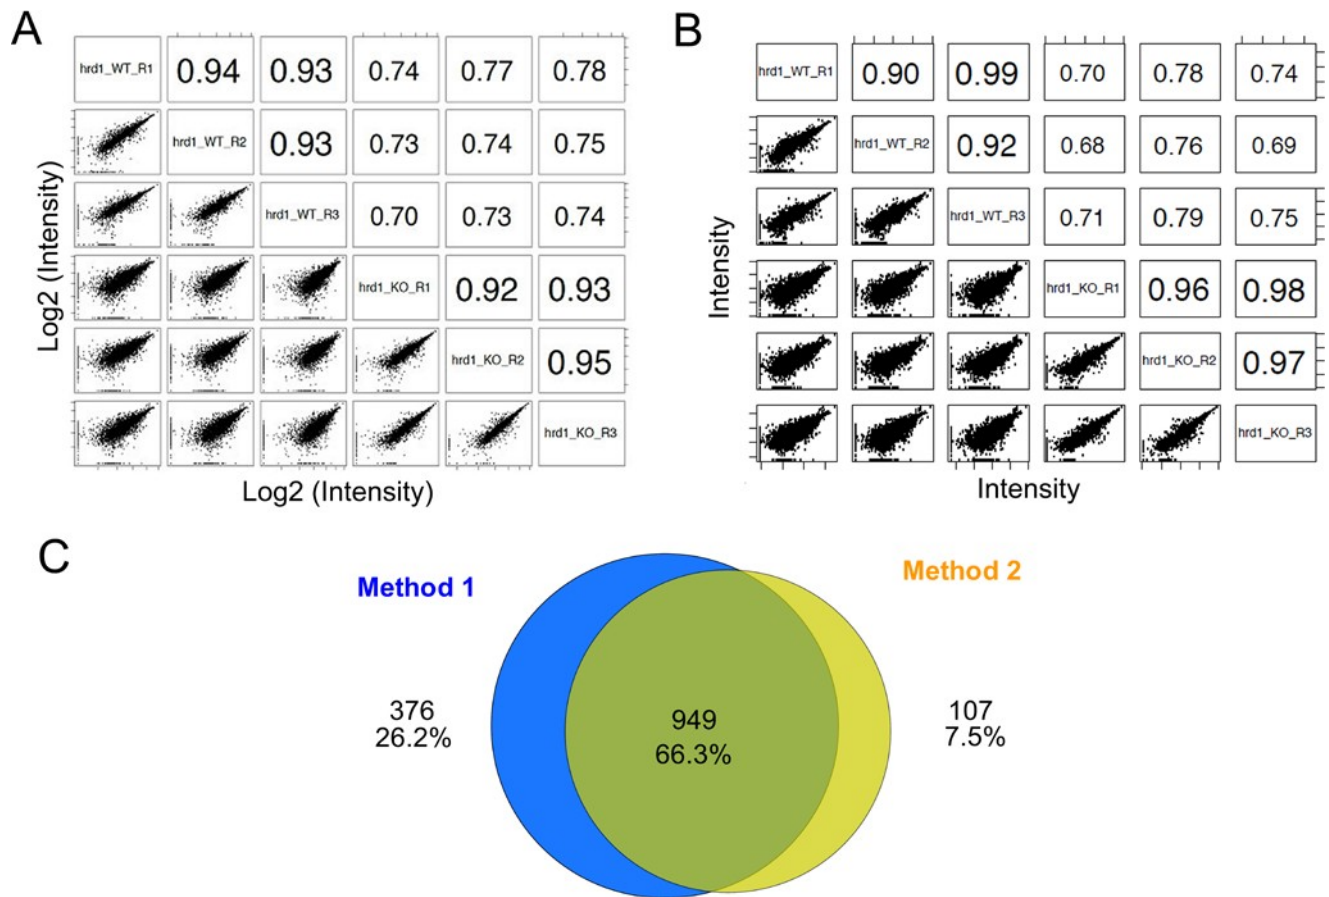 A
hrd1_WT_R1 0.94 0.93 0.74 0.77 0.78
hrd1_WT_R2 0.93 0.73 0.74 0.75
hrd1_WT_R3 0.70 0.73 0.74
hrd1_KO_R1 0.92 0.93
hrd1_KO_R2 0.95
hrd1_KO_R3
Log2 (Intensity)
Log2 (Intensity)
B
hrd1_WT_R1 0.90 0.99 0.70 0.78 0.74
hrd1_WT_R2 0.92 0.68 0.76 0.69
hrd1_WT_R3 0.71 0.79 0.75
hrd1_KO_R1 0.96 0.98
hrd1_KO_R2 0.97
hrd1_KO_R3
Intensity
Intensity
C
Method 1
Method 2
376
26.2%
949
66.3%
107
7.5%